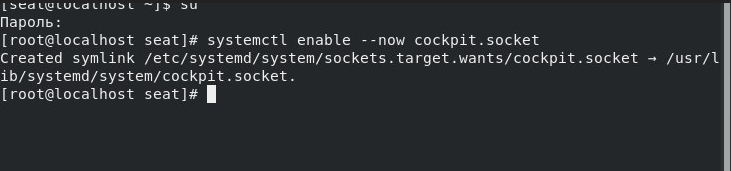 [seat@localhost ~]$ su
Пароль:
[root@localhost seat]# systemctl enable --now cockpit.socket
Created symlink /etc/systemd/system/sockets.target.wants/cockpit.socket → /usr/l
ib/systemd/system/cockpit.socket.
[root@localhost seat]#